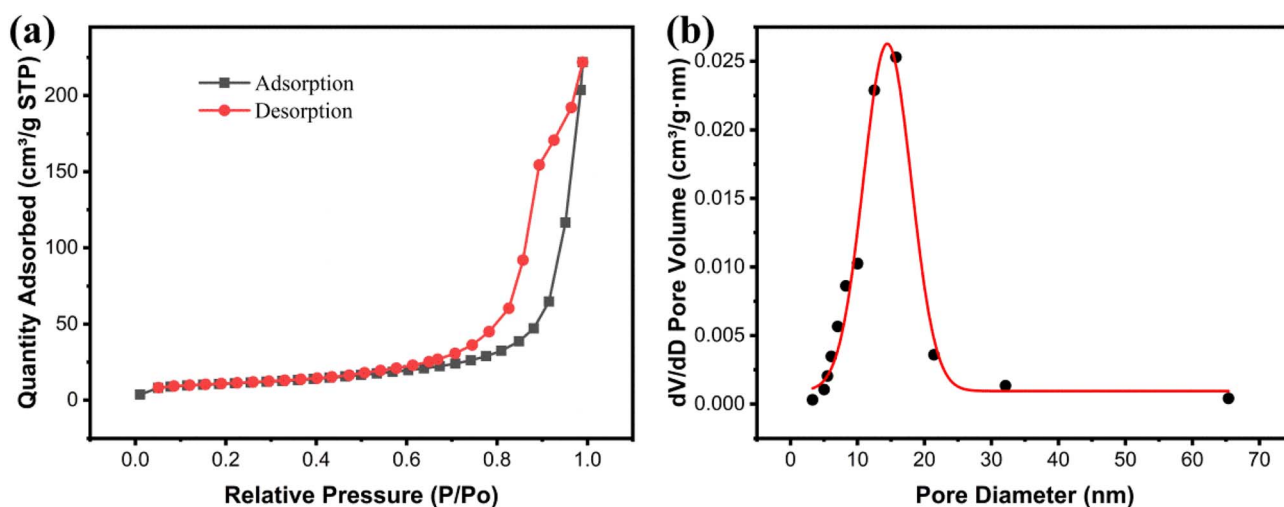 (a)
Quantity Adsorbed (cm³/g STP)
200
150
100
50
0
Adsorption
Desorption
0.0 0.2 0.4 0.6 0.8 1.0
Relative Pressure (P/Po)
(b)
dV/dD Pore Volume (cm³/g·nm)
0.025
0.020
0.015
0.010
0.005
0.000
0 10 20 30 40 50 60 70
Pore Diameter (nm)